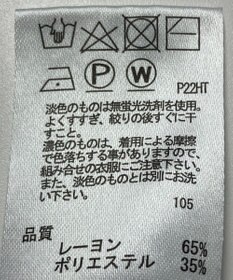 P W
P22HT
淡色のものは無蛍光洗剤を使用。
よくすすぎ、絞りの後すぐに干
すこと。
濃色のものは、着用による摩擦
で色落ちする事がありますので、
組み合せの衣服にご注意下さい。
また、淡色のものとは別にお洗
い下さい。
105
品質
レーヨン 65%
ポリエステル 35%